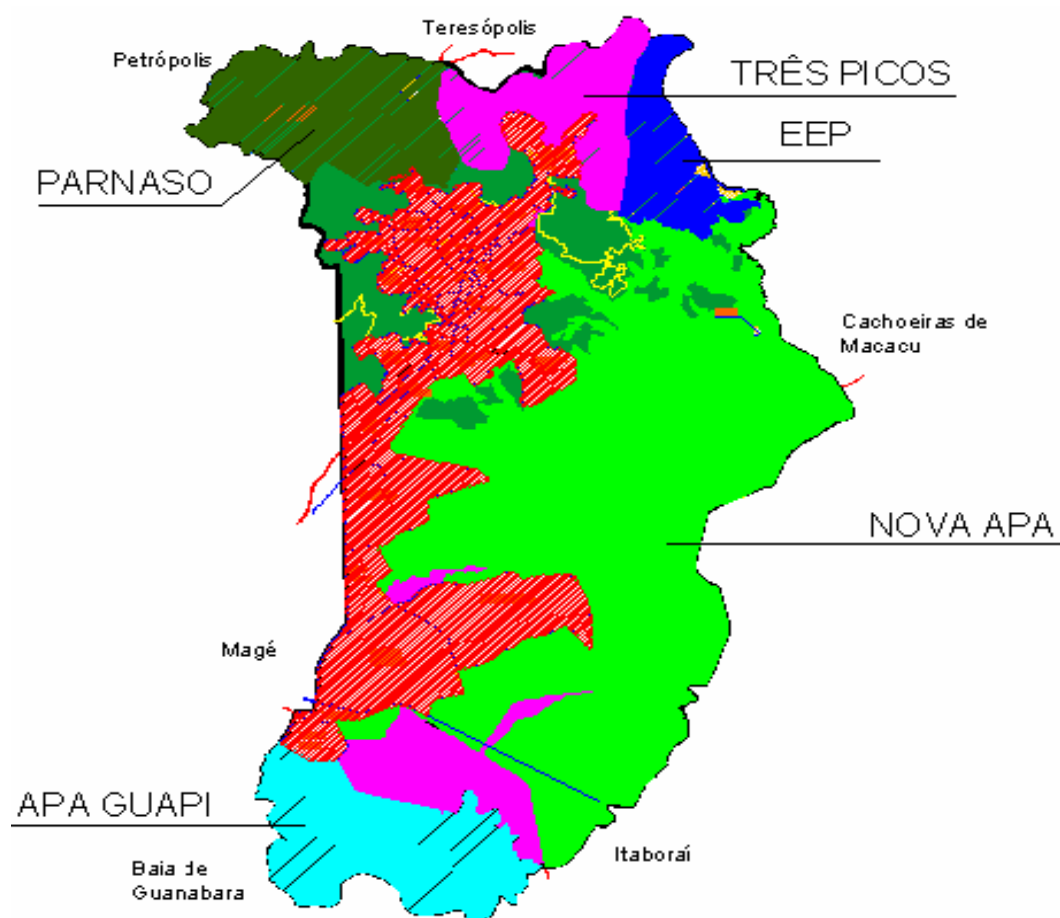 Teresópolis
Petrópolis
TRÊS PICOS
EEP
PARNASO
Cachoeiras de
Macacu
NOVA APA
Magé
APA GUAPI
Itaboraí
Baia de
Guanabara